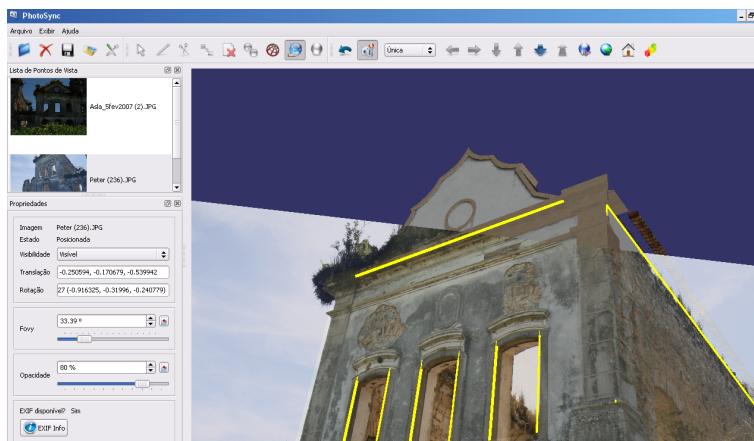 PhotoSync
Arquivo Exibir Ajuda
Única
Lista de Pontos de Vista
Asla_5fev2007 (2).JPG
Peter (236).JPG
Propriedades
Imagem Peter (236).JPG
Estado Posicionada
Visibilidade Visível
Translação -0.250594, -0.170679, -0.539942
Rotação 27 (-0.916325, -0.31996, -0.240779)
Fovy 33.39 º
Opacidade 80 %
EXIF disponível? Sim
EXIF Info